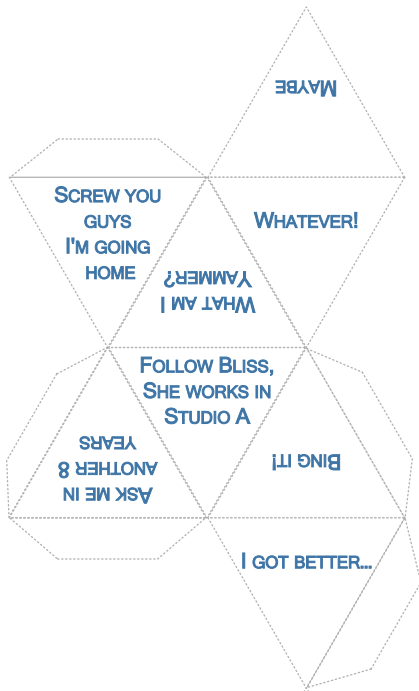 MAYBE
SCREW YOU
GUYS
I'M GOING
HOME
WHATEVER!
WHAT AM I
YAMMER?
FOLLOW BLISS,
SHE WORKS IN
STUDIO A
ASK ME IN
ANOTHER 8
YEARS
BING IT!
I GOT BETTER...